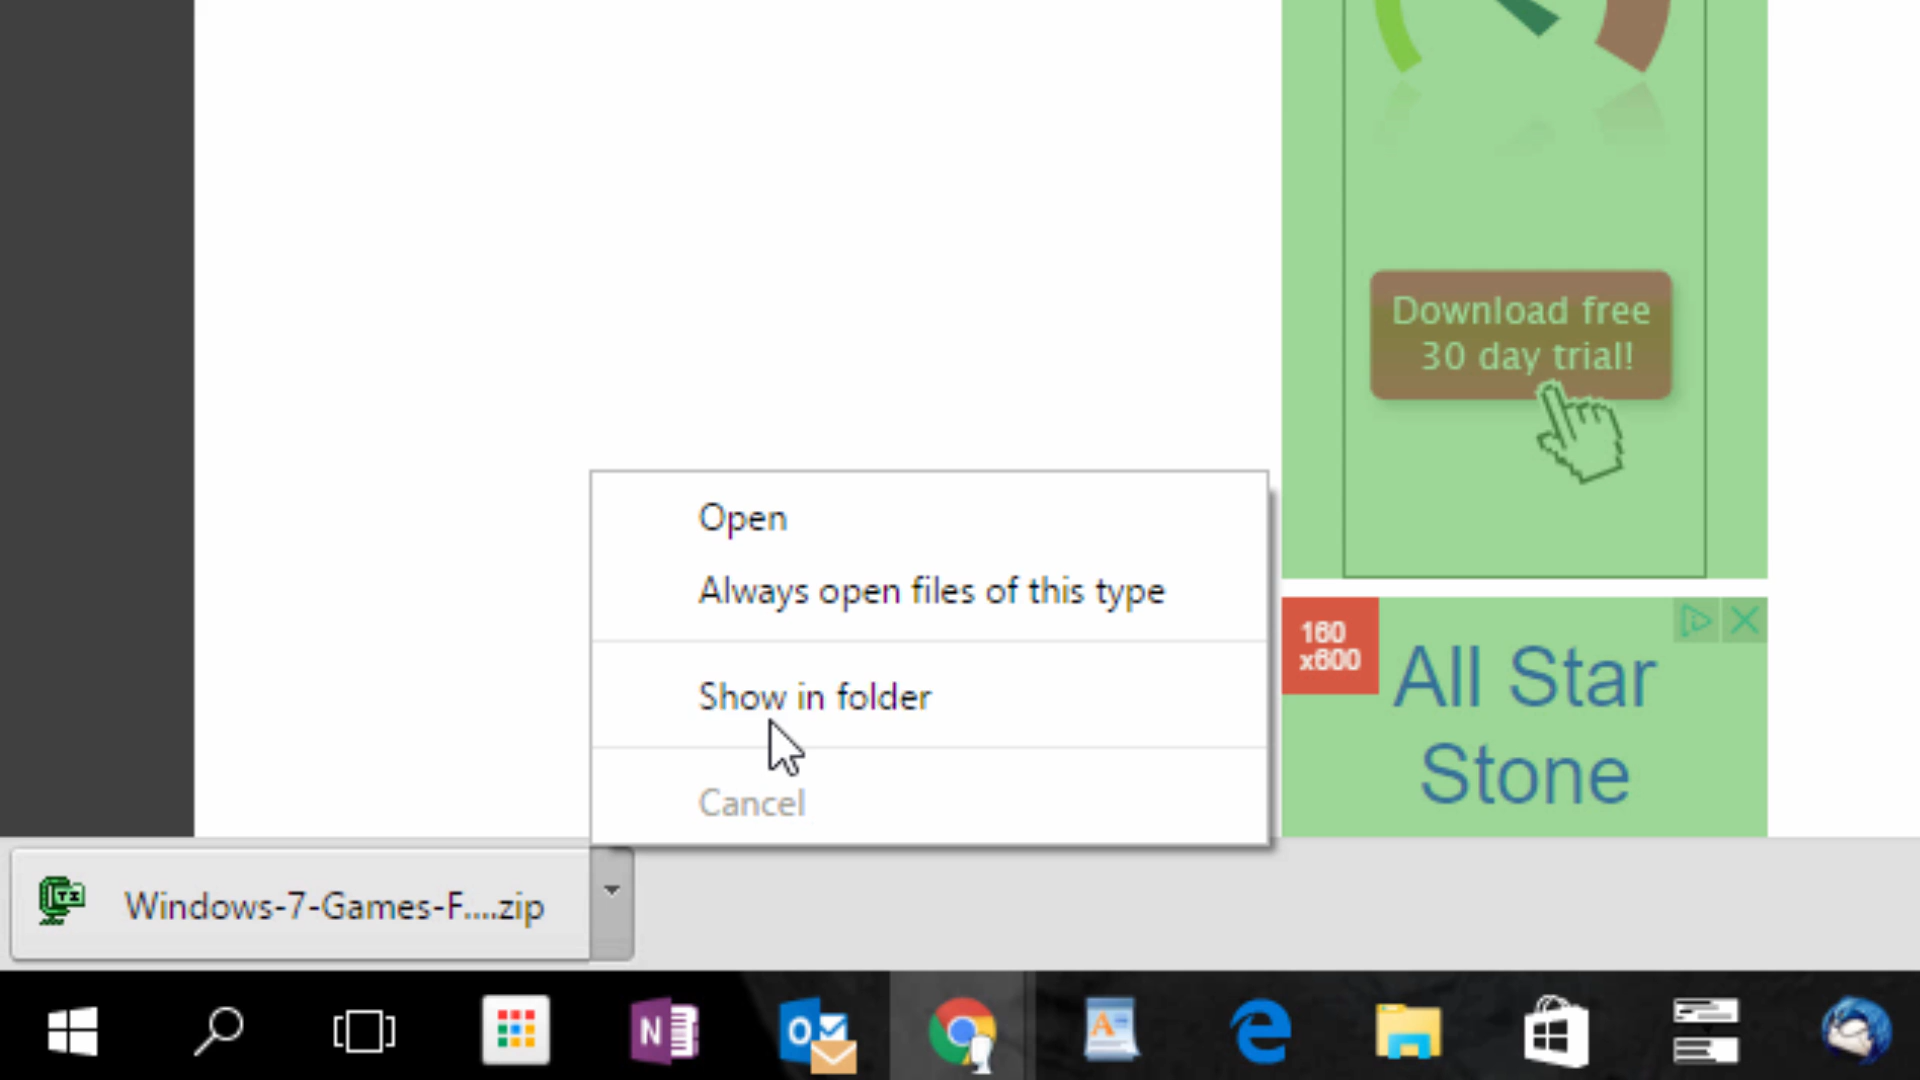 Download free
30 day trial!
Open
Always open files of this type
Show in folder
Cancel
160
x600
All Star
Stone
Windows-7-Games-F....zip
N
O
A